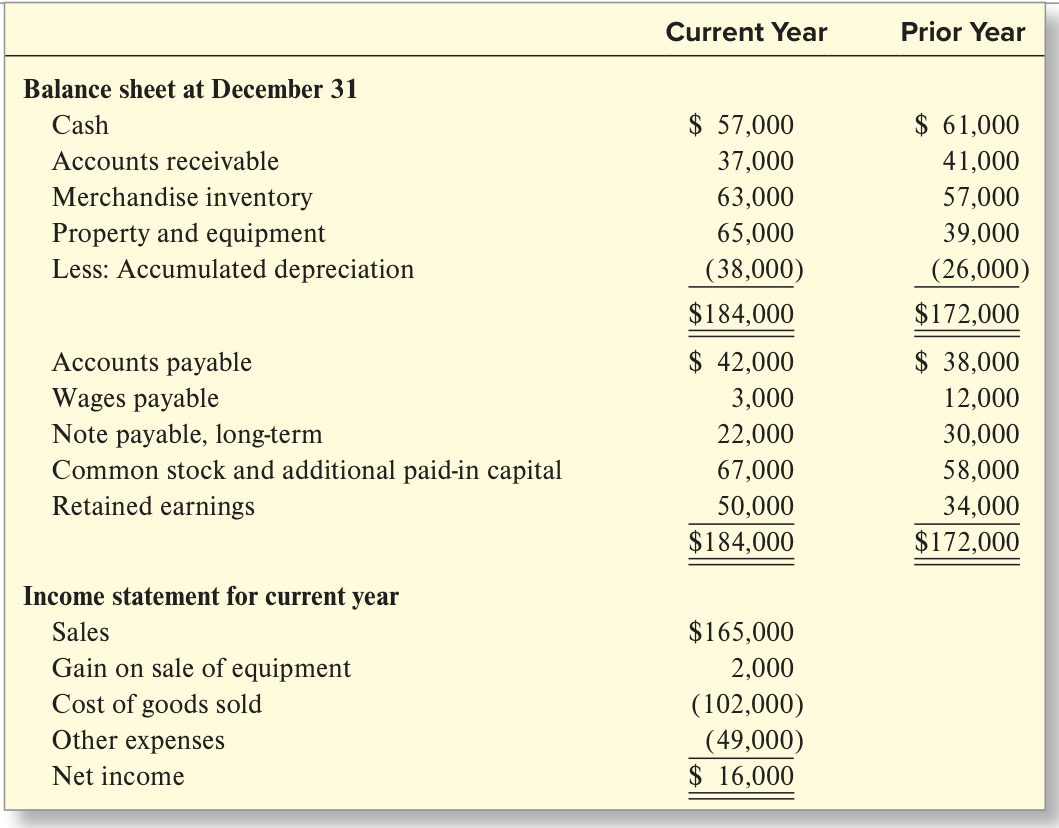 Current Year Prior Year
Balance sheet at December 31
Cash $ 57,000 $ 61,000
Accounts receivable 37,000 41,000
Merchandise inventory 63,000 57,000
Property and equipment 65,000 39,000
Less: Accumulated depreciation (38,000) (26,000)
$184,000 $172,000
Accounts payable $ 42,000 $ 38,000
Wages payable 3,000 12,000
Note payable, long-term 22,000 30,000
Common stock and additional paid-in capital 67,000 58,000
Retained earnings 50,000 34,000
$184,000 $172,000
Income statement for current year
Sales $165,000
Gain on sale of equipment 2,000
Cost of goods sold (102,000)
Other expenses (49,000)
Net income $ 16,000